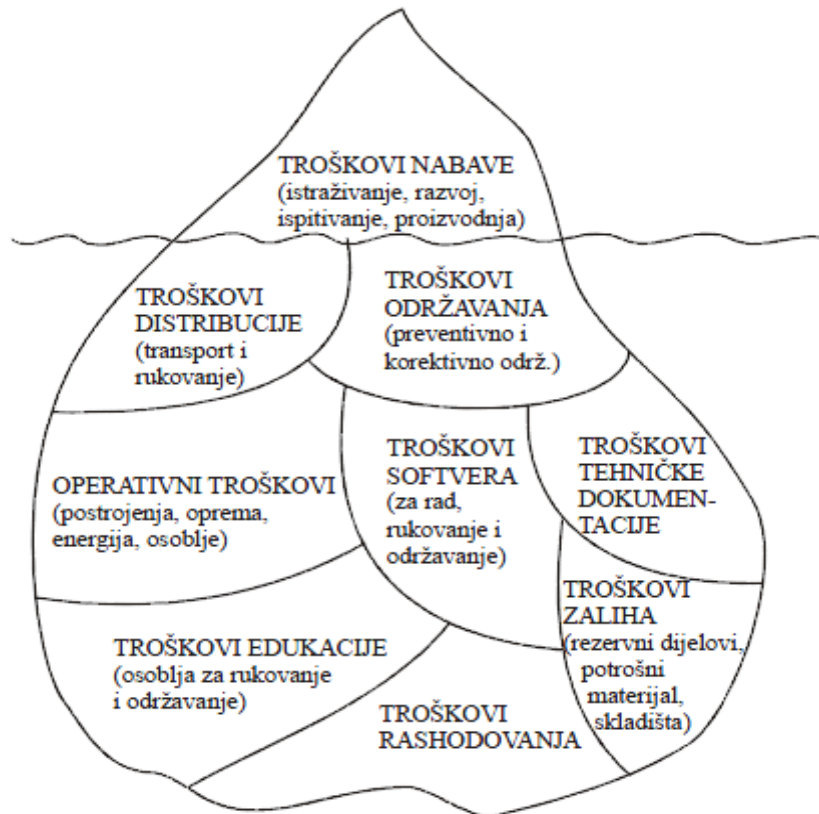 TROŠKOVI NABAVE
(istraživanje, razvoj,
ispitivanje, proizvodnja)
TROŠKOVI
DISTRIBUCIJE
(transport i
rukovanje)
TROŠKOVI
ODRŽAVANJA
(preventivno i
korektivno održ.)
OPERATIVNI TROŠKOVI
(postrojenja, oprema,
energija, osoblje)
TROŠKOVI
SOFTVERA
(za rad,
rukovanje i
održavanje)
TROŠKOVI
TEHNIČKE
DOKUMEN-
TACIJE
TROŠKOVI EDUKACIJE
(osoblja za rukovanje
i održavanje)
TROŠKOVI
RASHODOVANJA
TROŠKOVI
ZALIHA
(rezervni dijelovi,
potrošni
materijal,
skladišta)